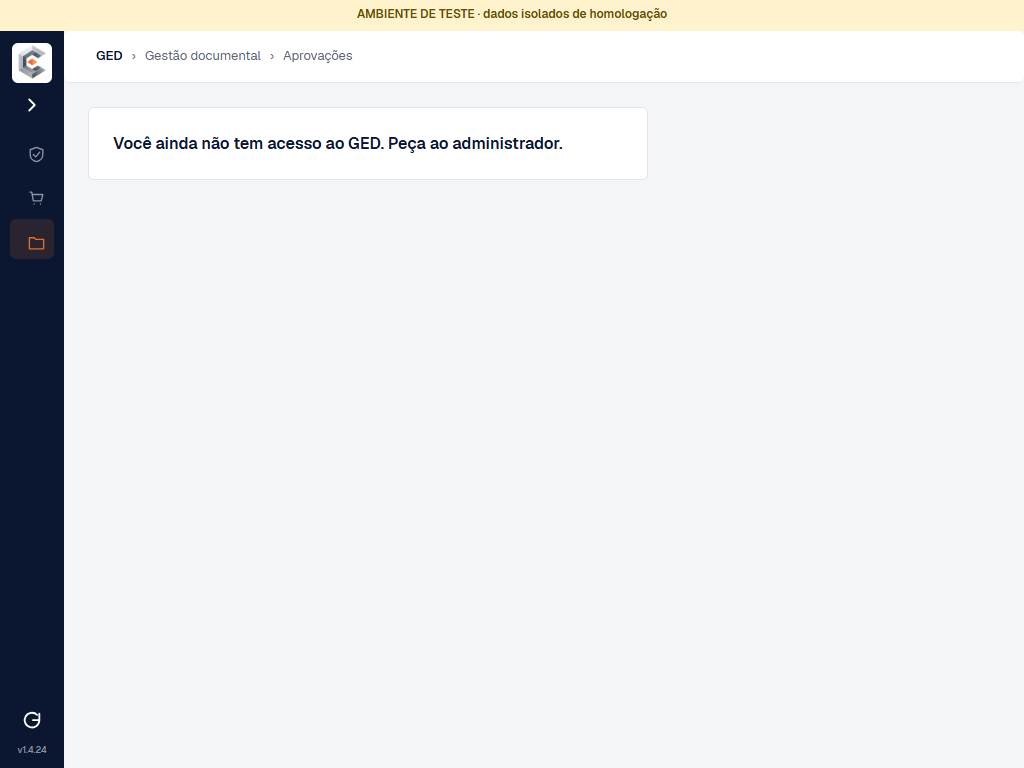 AMBIENTE DE TESTE · dados isolados de homologação
GED › Gestão documental › Aprovações
Você ainda não tem acesso ao GED. Peça ao administrador.
v1.4.24